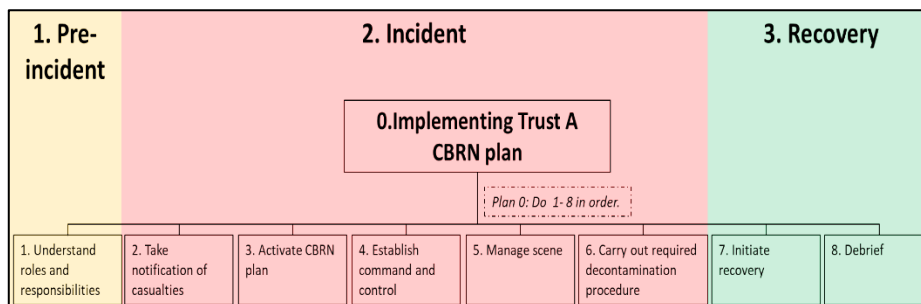 1. Pre-
incident
2. Incident
3. Recovery
0.Implementing Trust A
CBRN plan
Plan 0: Do 1- 8 in order.
1. Understand
roles and
responsibilities
2. Take
notification of
casualties
3. Activate CBRN
plan
4. Establish
command and
control
5. Manage scene
6. Carry out required
decontamination
procedure
7. Initiate
recovery
8. Debrief